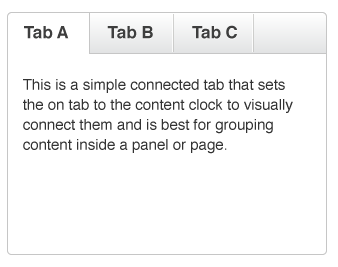 Tab A Tab B Tab C
This is a simple connected tab that sets
the on tab to the content clock to visually
connect them and is best for grouping
content inside a panel or page.